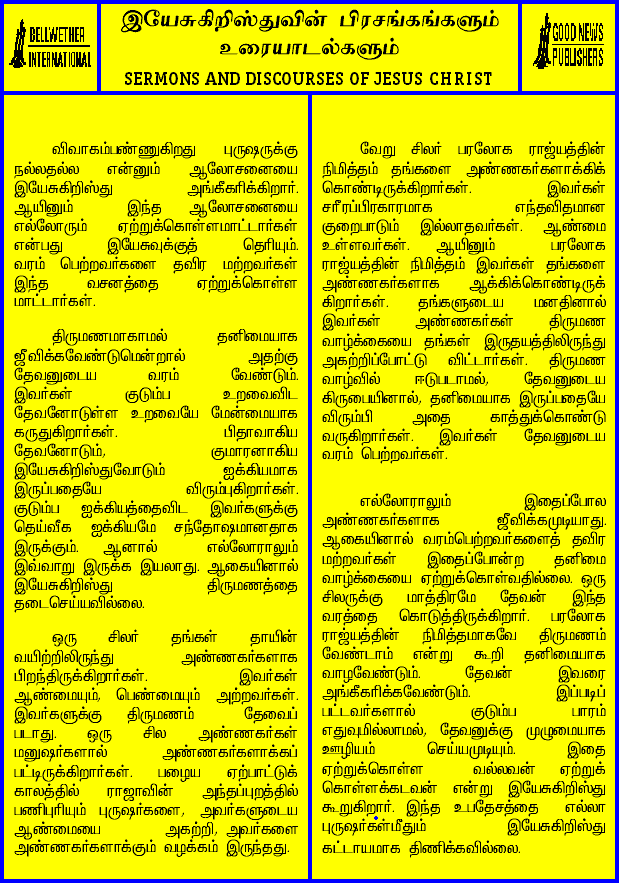 BELLWETHER
INTERNATIONAL
இயேசுகிறிஸ்துவின் பிரசங்கங்களும்
உரையாடல்களும்
SERMONS AND DISCOURSES OF JESUS CHRIST
GOOD NEWS
PUBLISHERS
விவாகம்பண்ணுகிறது புருஷருக்கு
நல்லதல்ல என்னும் ஆலோசனையை
இயேசுகிறிஸ்து அங்கீகரிக்கிறார்.
ஆயினும் இந்த ஆலோசனையை
எல்லோரும் ஏற்றுக்கொள்ளமாட்டார்கள்
என்பது இயேசுவுக்குத் தெரியும்.
வரம் பெற்றவர்களை தவிர மற்றவர்கள்
இந்த வசனத்தை ஏற்றுக்கொள்ள
மாட்டார்கள்.
திருமணமாகாமல் தனிமையாக
ஜீவிக்கவேண்டுமென்றால் அதற்கு
தேவனுடைய வரம் வேண்டும்.
இவர்கள் குடும்ப உறவைவிட
தேவனோடுள்ள உறவையே மேன்மையாக
கருதுகிறார்கள். பிதாவாகிய
தேவனோடும், குமாரனாகிய
இயேசுகிறிஸ்துவோடும் ஐக்கியமாக
இருப்பதையே விரும்புகிறார்கள்.
குடும்ப ஐக்கியத்தைவிட இவர்களுக்கு
தெய்வீக ஐக்கியமே சந்தோஷமானதாக
இருக்கும். ஆனால் எல்லோராலும்
இவ்வாறு இருக்க இயலாது. ஆகையினால்
இயேசுகிறிஸ்து திருமணத்தை
தடைசெய்யவில்லை.
ஒரு சிலர் தங்கள் தாயின்
வயிற்றிலிருந்து அண்ணகர்களாக
பிறந்திருக்கிறார்கள். இவர்கள்
ஆண்மையும், பெண்மையும் அற்றவர்கள்.
இவர்களுக்கு திருமணம் தேவைப்
படாது. ஒரு சில அண்ணகர்கள்
மனுஷர்களால் அண்ணகர்களாக்கப்
பட்டிருக்கிறார்கள். பழைய ஏற்பாட்டுக்
காலத்தில் ராஜாவின் அந்தப்புறத்தில்
பணிபுரியும் புருஷர்களை, அவர்களுடைய
ஆண்மையை அகற்றி, அவர்களை
அண்ணகர்களாக்கும் வழக்கம் இருந்தது.
வேறு சிலர் பரலோக ராஜ்யத்தின்
நிமித்தம் தங்களை அண்ணகர்களாக்கிக்
கொண்டிருக்கிறார்கள். இவர்கள்
சரீரப்பிரகாரமாக எந்தவிதமான
குறைபாடும் இல்லாதவர்கள். ஆண்மை
உள்ளவர்கள். ஆயினும் பரலோக
ராஜ்யத்தின் நிமித்தம் இவர்கள் தங்களை
அண்ணகர்களாக ஆக்கிக்கொண்டிருக்
கிறார்கள். தங்களுடைய மனதினால்
இவர்கள் அண்ணகர்கள் திருமண
வாழ்க்கையை தங்கள் இருதயத்திலிருந்து
அகற்றிப்போட்டு விட்டார்கள். திருமண
வாழ்வில் ஈடுபடாமல், தேவனுடைய
கிருபையினால், தனிமையாக இருப்பதையே
விரும்பி அதை காத்துக்கொண்டு
வருகிறார்கள். இவர்கள் தேவனுடைய
வரம் பெற்றவர்கள்.
எல்லோராலும் இதைப்போல
அண்ணகர்களாக ஜீவிக்கமுடியாது.
ஆகையினால் வரம்பெற்றவர்களைத் தவிர
மற்றவர்கள் இதைப்போன்ற தனிமை
வாழ்க்கையை ஏற்றுக்கொள்வதில்லை. ஒரு
சிலருக்கு மாத்திரமே தேவன் இந்த
வரத்தை கொடுத்திருக்கிறார். பரலோக
ராஜ்யத்தின் நிமித்தமாகவே திருமணம்
வேண்டாம் என்று கூறி தனிமையாக
வாழவேண்டும். தேவன் இவரை
அங்கீகரிக்கவேண்டும். இப்படிப்
பட்டவர்களால் குடும்ப பாரம்
எதுவுமில்லாமல், தேவனுக்கு முழுமையாக
ஊழியம் செய்யமுடியும். இதை
ஏற்றுக்கொள்ள வல்லவன் ஏற்றுக்
கொள்ளக்கடவன் என்று இயேசுகிறிஸ்து
கூறுகிறார். இந்த உபதேசத்தை எல்லா
புருஷர்கள்மீதும் இயேசுகிறிஸ்து
கட்டாயமாக திணிக்கவில்லை.